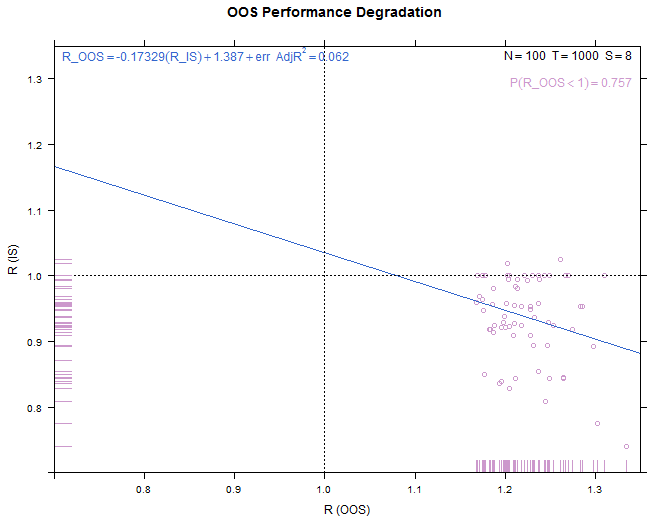 OOS Performance Degradation
R_OOS=-0.17329(R_IS)+1.387+err AdjR²=0.062
N=100 T=1000 S=8
P(R_OOS<1)=0.757
1.3
1.2
1.1
1.0
0.9
0.8
R (IS)
0.8 0.9 1.0 1.1 1.2 1.3
R (OOS)